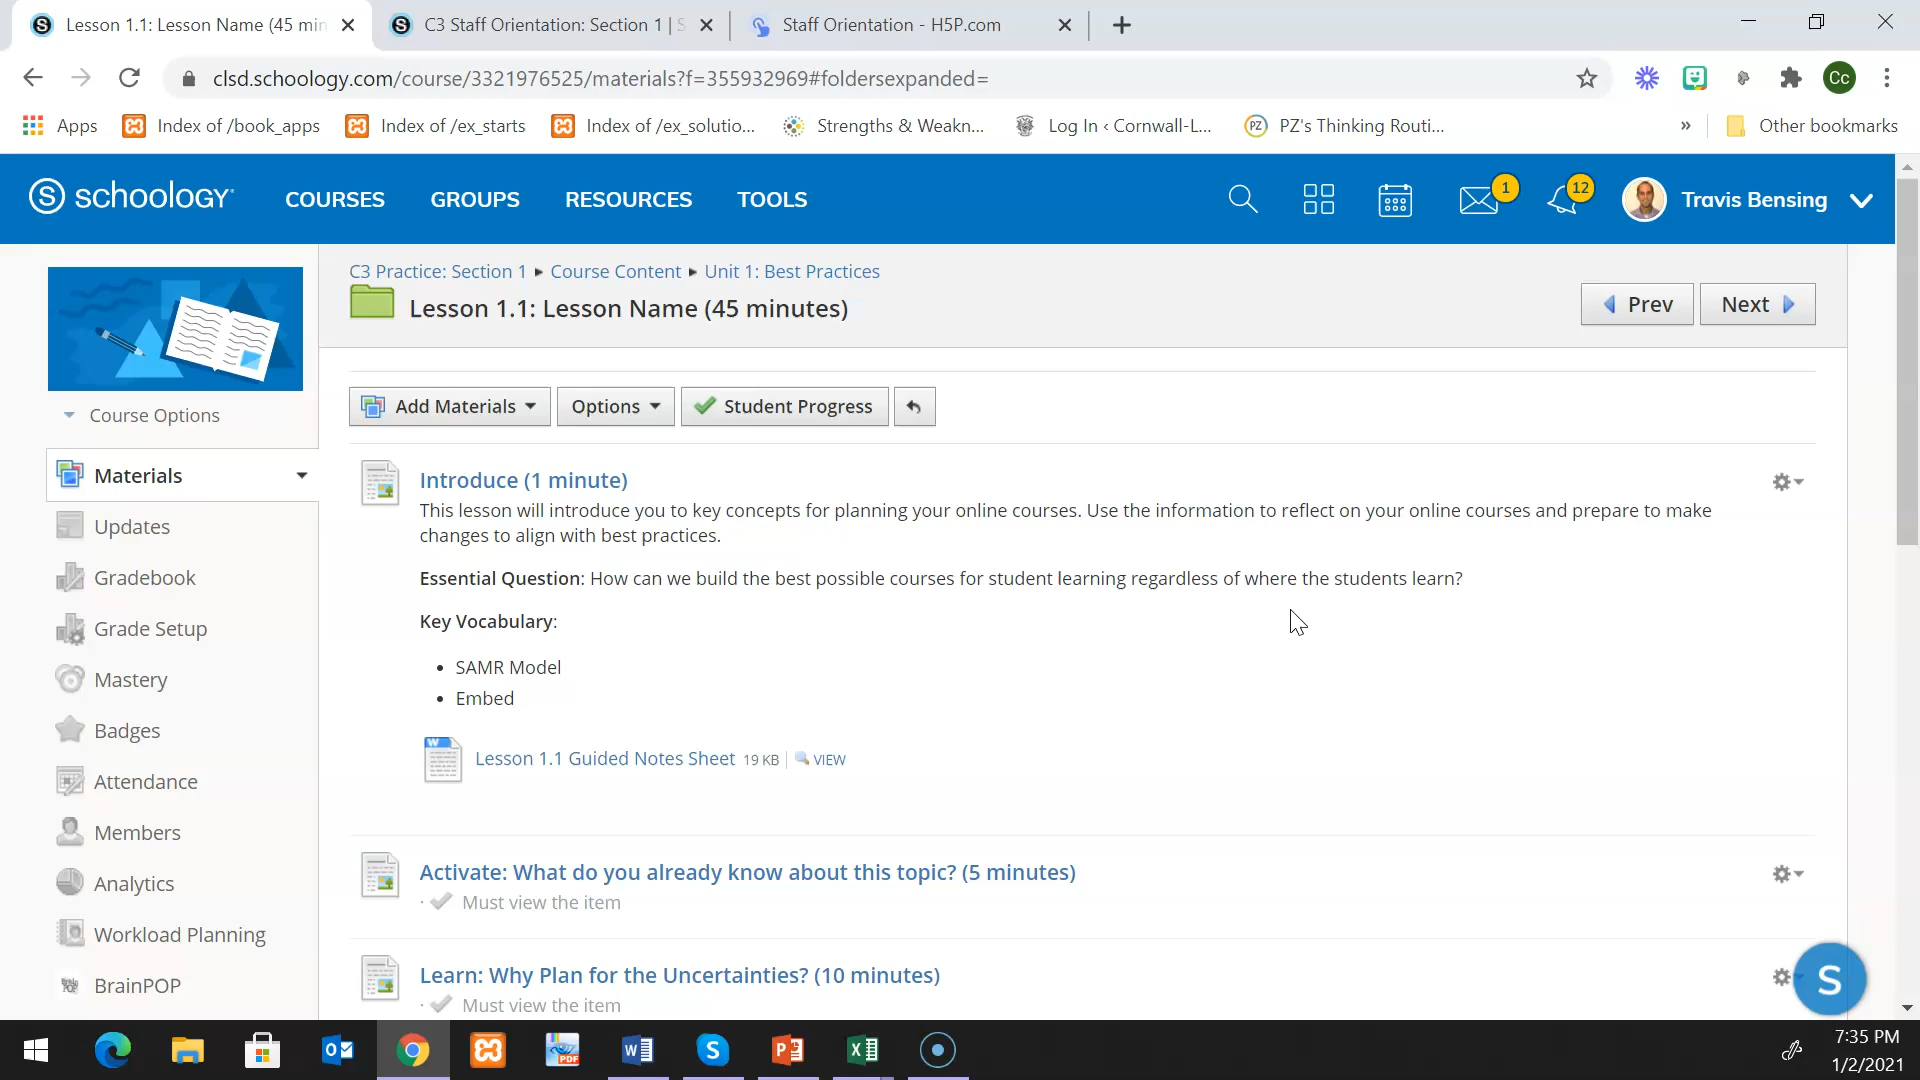 Lesson 1.1: Lesson Name (45 min
C3 Staff Orientation: Section 1 | S
Staff Orientation - H5P.com
clsd.schoology.com/course/3321976525/materials?f=355932969#foldersexpanded=
Cc
Apps
Index of /book_apps
Index of /ex_starts
Index of /ex_solutio...
Strengths & Weakn...
Log In ‹ Cornwall-L...
PZ
PZ's Thinking Routi...
»
Other bookmarks
S schoology
COURSES
GROUPS
RESOURCES
TOOLS
1
12
Travis Bensing
C3 Practice: Section 1 ▸ Course Content ▸ Unit 1: Best Practices
Lesson 1.1: Lesson Name (45 minutes)
Prev
Next
Course Options
Materials
Updates
Gradebook
Grade Setup
Mastery
Badges
Attendance
Members
Analytics
Workload Planning
BrainPOP
Add Materials
Options
Student Progress
Introduce (1 minute)
This lesson will introduce you to key concepts for planning your online courses. Use the information to reflect on your online courses and prepare to make
changes to align with best practices.
Essential Question: How can we build the best possible courses for student learning regardless of where the students learn?
Key Vocabulary:
• SAMR Model
• Embed
Lesson 1.1 Guided Notes Sheet 19 KB VIEW
Activate: What do you already know about this topic? (5 minutes)
· Must view the item
Learn: Why Plan for the Uncertainties? (10 minutes)
· Must view the item
S
PDF
7:35 PM
1/2/2021